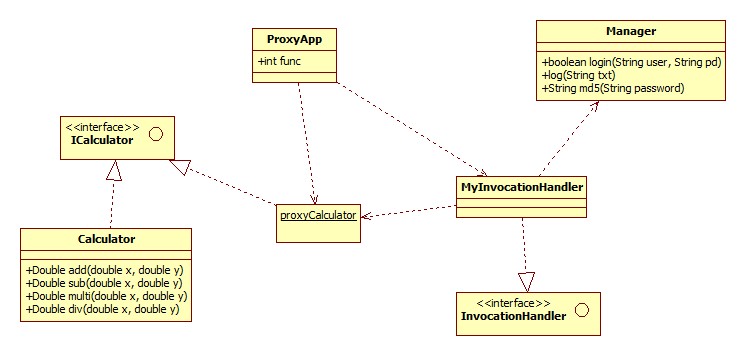 ProxyApp
+int func
Manager
+boolean login(String user, String pd)
+log(String txt)
+String md5(String password)
<<interface>>
ICalculator
proxyCalculator
MyInvocationHandler
Calculator
+Double add(double x, double y)
+Double sub(double x, double y)
+Double multi(double x, double y)
+Double div(double x, double y)
<<interface>>
InvocationHandler